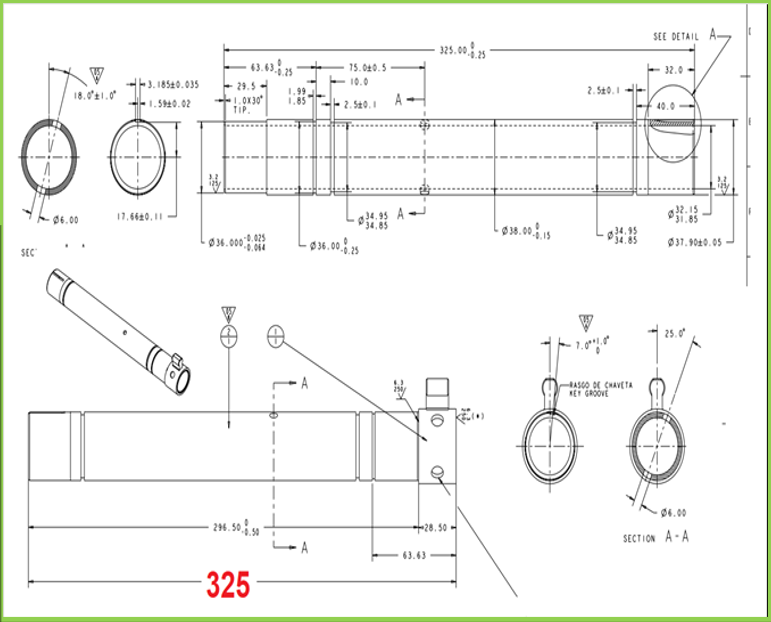 SEE DETAIL A
325.00 0 -0.25
63.63 0 -0.25
75.0±0.5
32.0
3.185±0.035
18.0°±1.0°
1.59±0.02
29.5
10.0
1.99
1.85
2.5±0.1
A
2.5±0.1
40.0
1.0X30°
TIP.
3.2
125
3.2
125
Ø6.00
17.66±0.11
A
Ø34.95
34.85
Ø34.95
34.85
Ø32.15
31.85
Ø36.000 -0.025 -0.064
Ø36.00 0 -0.25
Ø38.00 0 -0.15
Ø37.90±0.05
SEC
2
1
1
7.0° +1.0° 0
25.0°
A
6.3
250
(*)
RASGO DE CHAVETA
KEY GROOVE
Ø6.00
SECTION A-A
296.50 0 -0.50
28.50
A
63.63
325